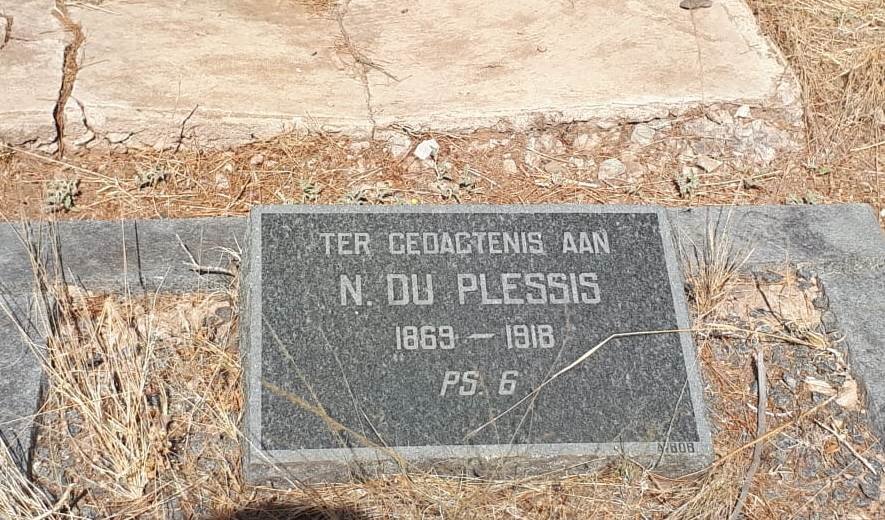 TER GEDAGTENIS AAN
N. DU PLESSIS
1869 – 1918
PS. 6